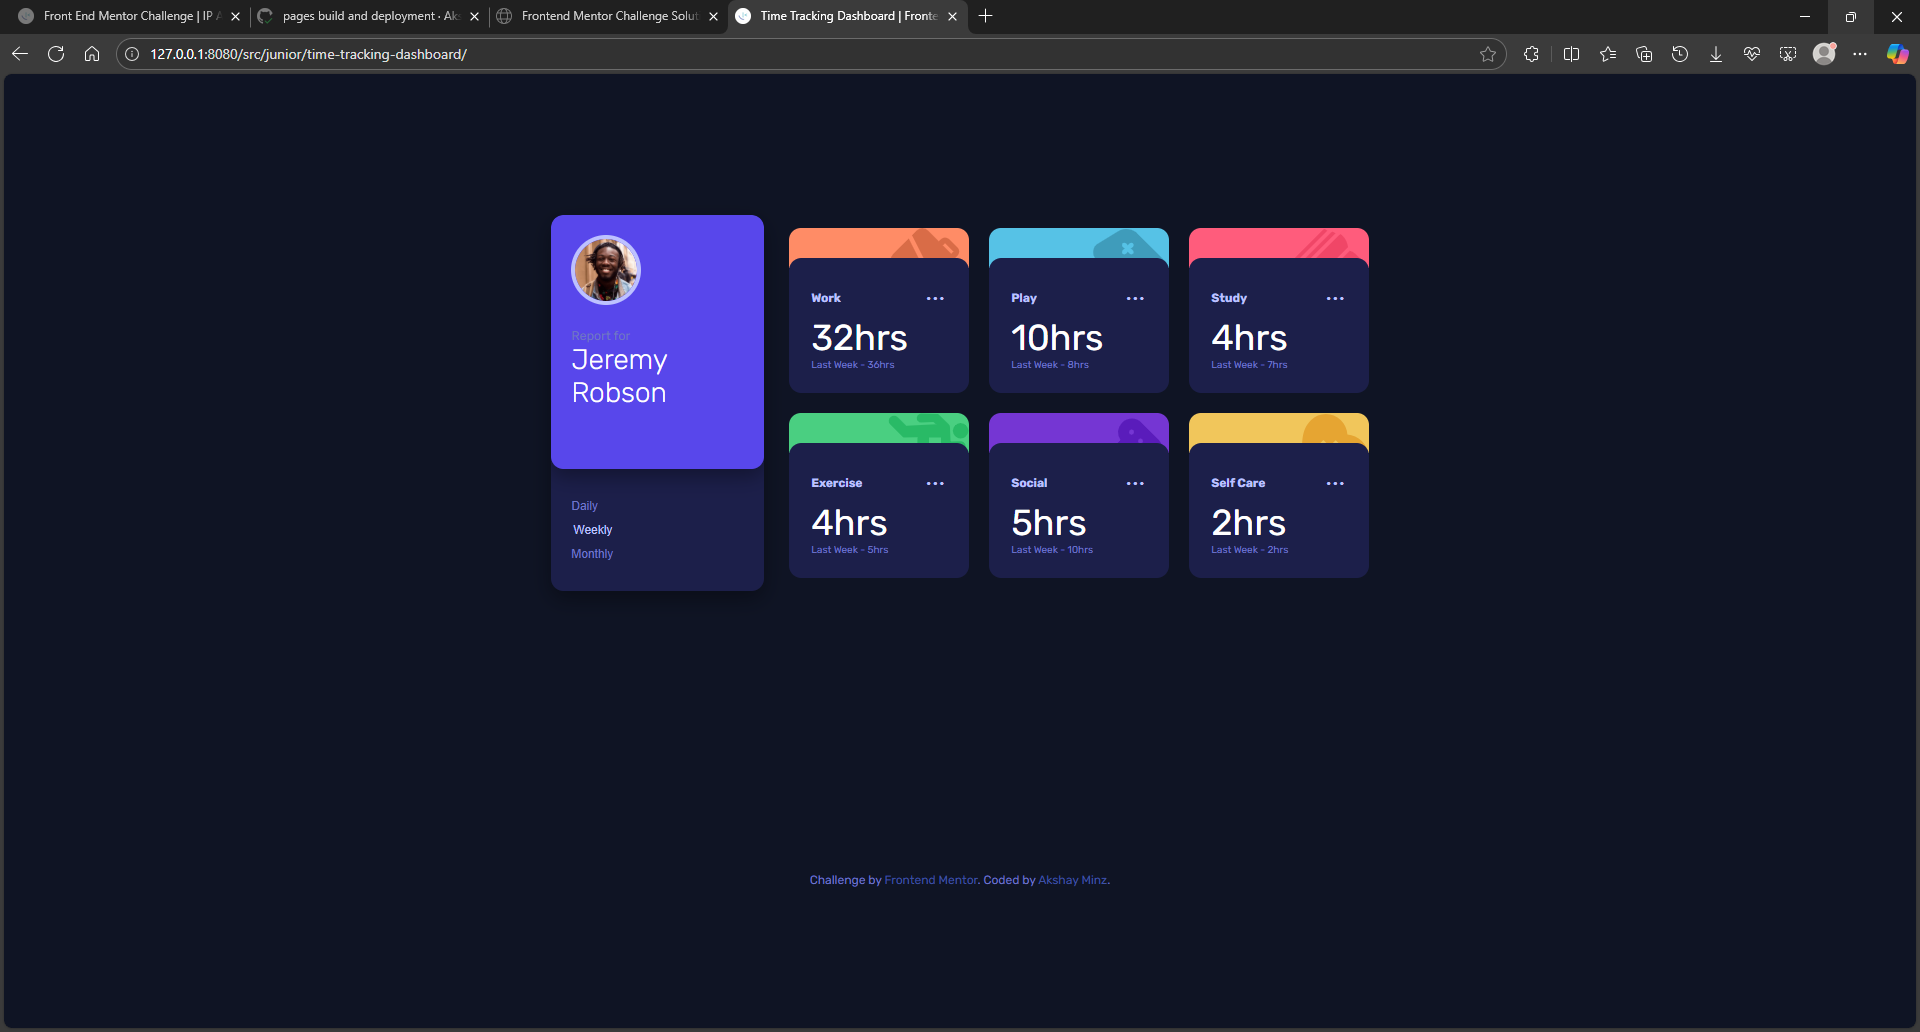 Front End Mentor Challenge | IP A
pages build and deployment · Ak
Frontend Mentor Challenge Solut
Time Tracking Dashboard | Fronte
127.0.0.1:8080/src/junior/time-tracking-dashboard/
Report for
Jeremy
Robson
Daily
Weekly
Monthly
Work
32hrs
Last Week - 36hrs
Play
10hrs
Last Week - 8hrs
Study
4hrs
Last Week - 7hrs
Exercise
4hrs
Last Week - 5hrs
Social
5hrs
Last Week - 10hrs
Self Care
2hrs
Last Week - 2hrs
Challenge by Frontend Mentor. Coded by Akshay Minz.